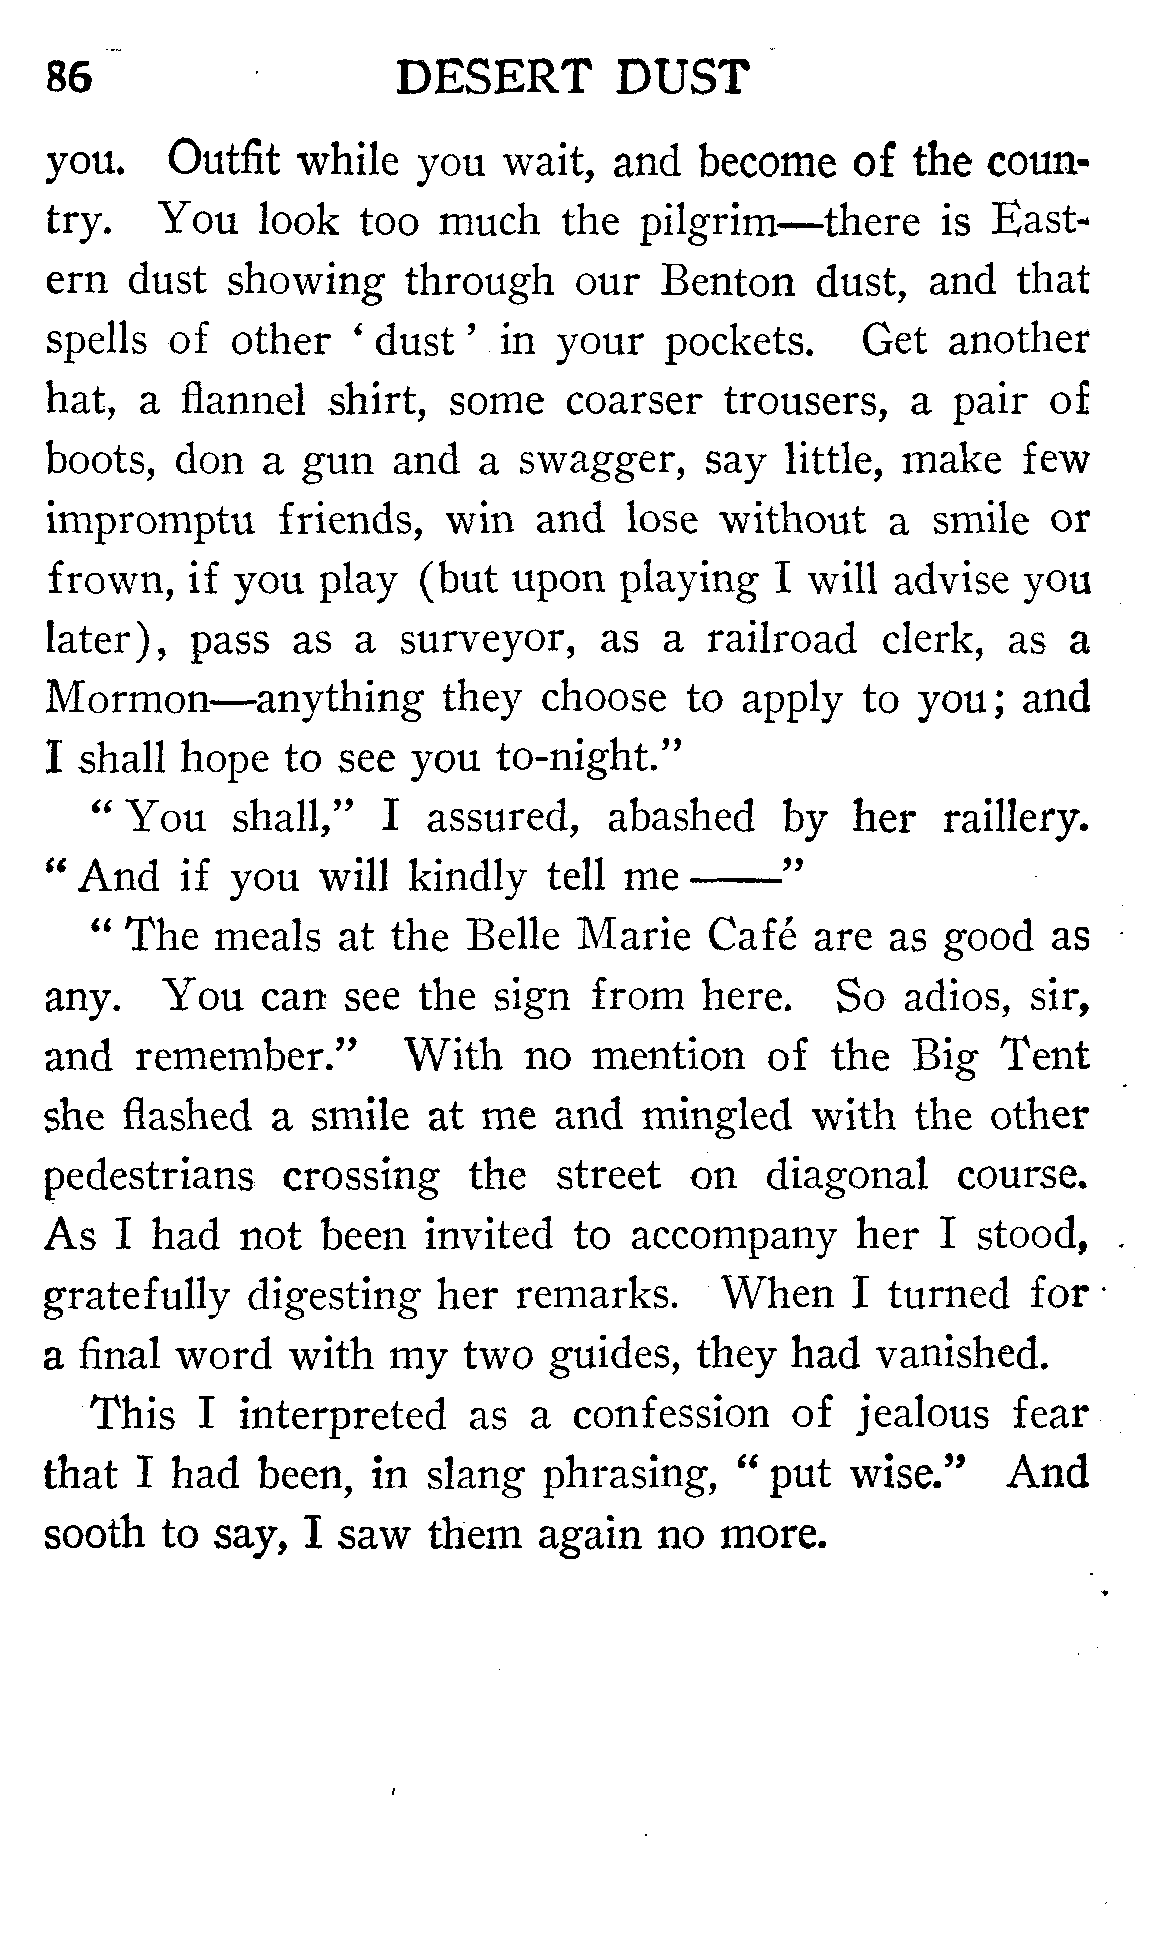 86 DESERT DUST
you. Outfit while you wait, and become of the coun-
try. You look too much the pilgrim—there is East-
ern dust showing through our Benton dust, and that
spells of other ‘dust’ in your pockets. Get another
hat, a flannel shirt, some coarser trousers, a pair of
boots, don a gun and a swagger, say little, make few
impromptu friends, win and lose without a smile or
frown, if you play (but upon playing I will advise you
later), pass as a surveyor, as a railroad clerk, as a
Mormon—anything they choose to apply to you; and
I shall hope to see you to-night.”
“You shall,” I assured, abashed by her raillery.
“And if you will kindly tell me——”
“The meals at the Belle Marie Café are as good as
any. You can see the sign from here. So adios, sir,
and remember.” With no mention of the Big Tent
she flashed a smile at me and mingled with the other
pedestrians crossing the street on diagonal course.
As I had not been invited to accompany her I stood,
gratefully digesting her remarks. When I turned for
a final word with my two guides, they had vanished.
This I interpreted as a confession of jealous fear
that I had been, in slang phrasing, “put wise.” And
sooth to say, I saw them again no more.